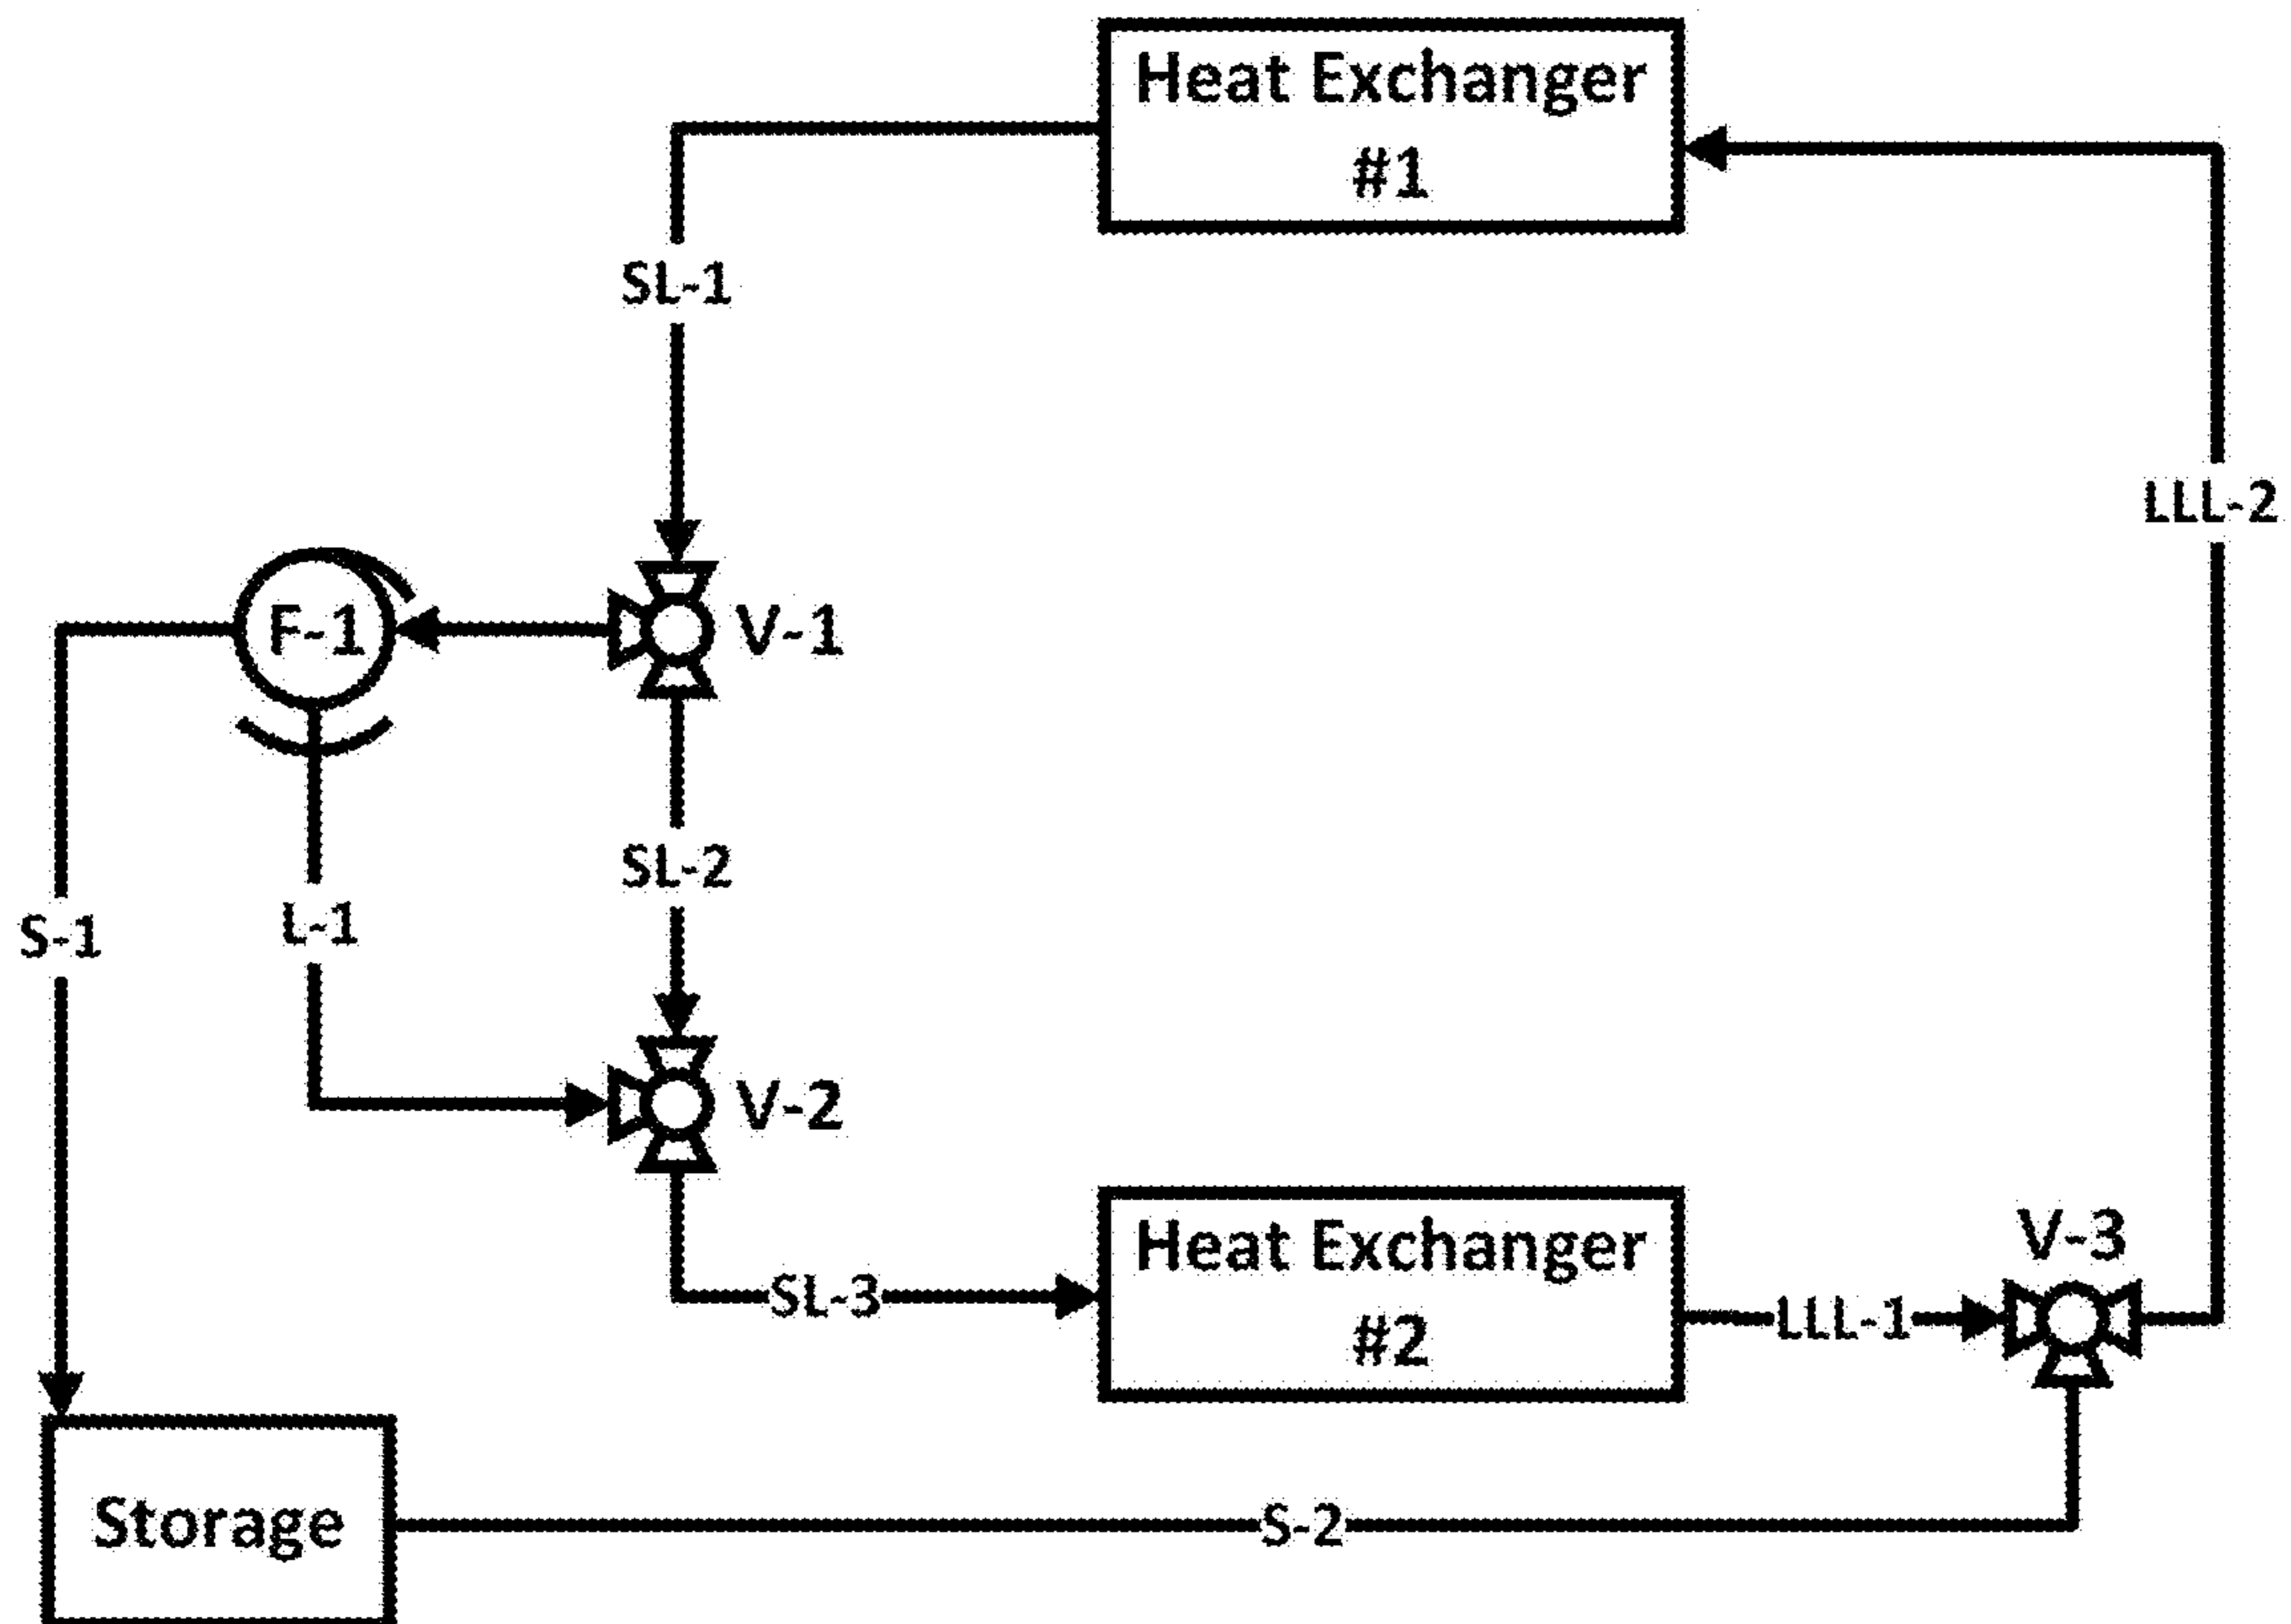 Heat Exchanger
#1
SL-1
LLL-2
F-1
V-1
SL-2
S-1
L-1
V-2
Heat Exchanger
#2
V-3
SL-3
LLL-1
Storage
S-2